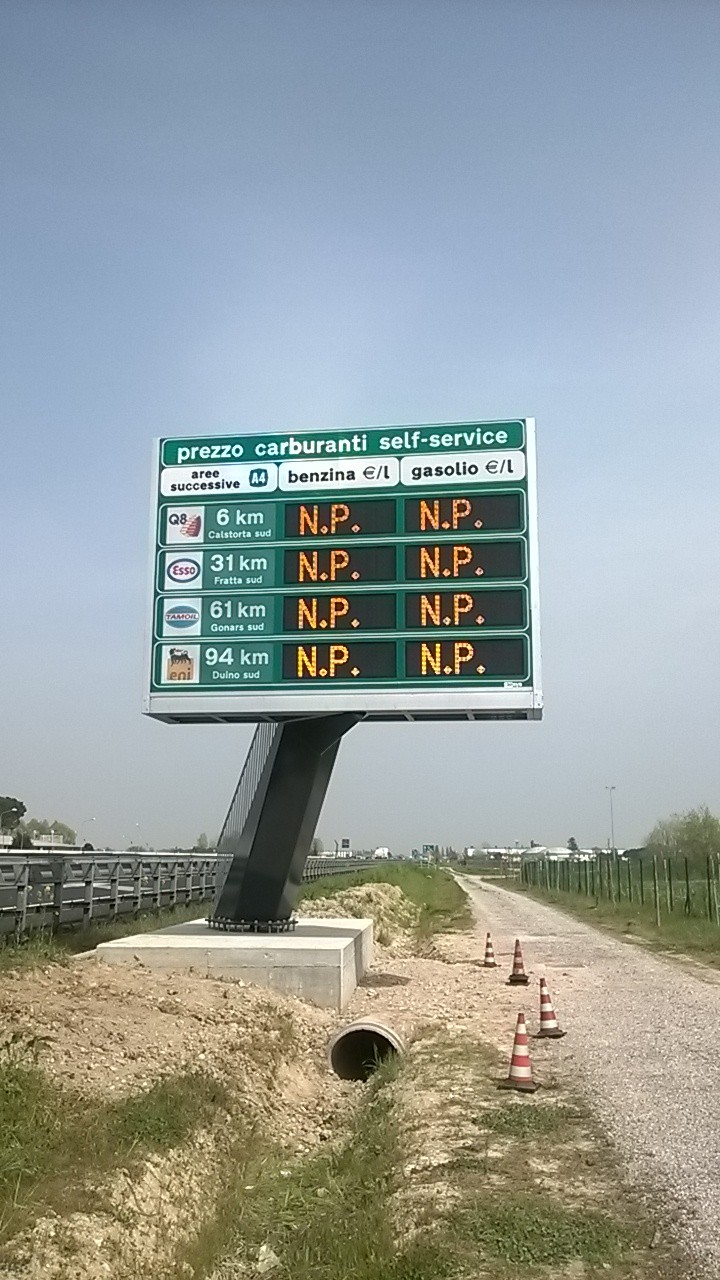 prezzo carburanti self-service
aree successive A4 benzina €/l gasolio €/l
Q8 6 km Calstorta sud N.P. N.P.
Esso 31 km Fratta sud N.P. N.P.
TAMOIL 61 km Gonars sud N.P. N.P.
eni 94 km Duino sud N.P. N.P.